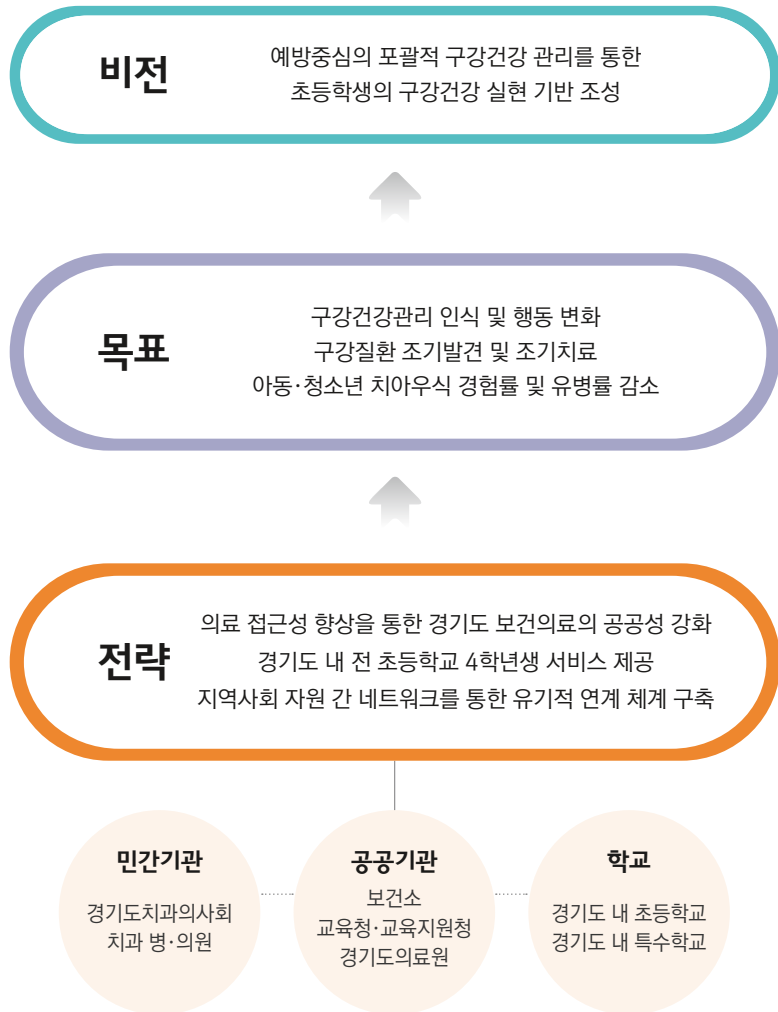 비전
예방중심의 포괄적 구강건강 관리를 통한
초등학생의 구강건강 실현 기반 조성
목표
구강건강관리 인식 및 행동 변화
구강질환 조기발견 및 조기치료
아동·청소년 치아우식 경험률 및 유병률 감소
전략
의료 접근성 향상을 통한 경기도 보건의료의 공공성 강화
경기도 내 전 초등학교 4학년생 서비스 제공
지역사회 자원 간 네트워크를 통한 유기적 연계 체계 구축
민간기관
경기도치과의사회
치과 병·의원
공공기관
보건소
교육청·교육지원청
경기도의료원
학교
경기도 내 초등학교
경기도 내 특수학교